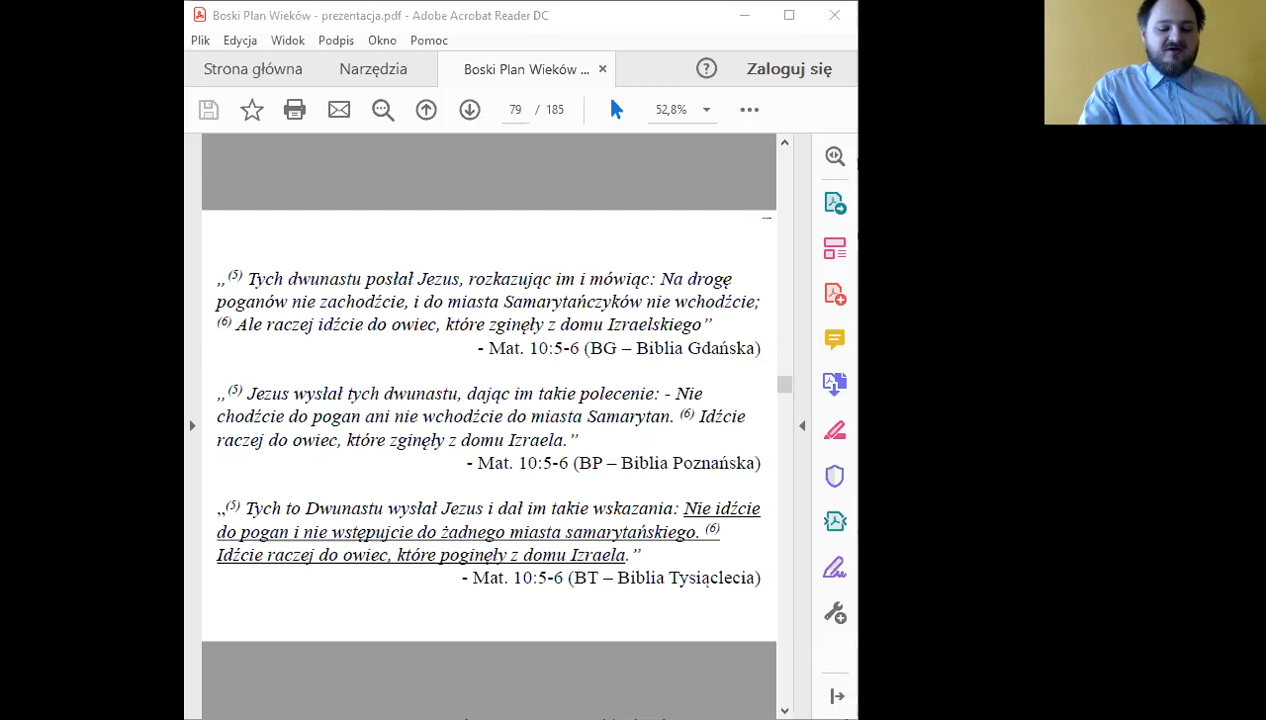 Boski Plan Wieków - prezentacja.pdf - Adobe Acrobat Reader DC
Plik Edycja Widok Podpis Okno Pomoc
Strona główna Narzędzia Boski Plan Wieków ... Zaloguj się
79 / 185 52,8%
„(5) Tych dwunastu posłał Jezus, rozkazując im i mówiąc: Na drogę
poganów nie zachodźcie, i do miasta Samarytańczyków nie wchodźcie;
(6) Ale raczej idźcie do owiec, które zginęły z domu Izraelskiego”
- Mat. 10:5-6 (BG – Biblia Gdańska)
„(5) Jezus wysłał tych dwunastu, dając im takie polecenie: - Nie
chodźcie do pogan ani nie wchodźcie do miasta Samarytan. (6) Idźcie
raczej do owiec, które zginęły z domu Izraela.”
- Mat. 10:5-6 (BP – Biblia Poznańska)
„(5) Tych to Dwunastu wysłał Jezus i dał im takie wskazania: Nie idźcie
do pogan i nie wstępujcie do żadnego miasta samarytańskiego. (6)
Idźcie raczej do owiec, które poginęły z domu Izraela.”
- Mat. 10:5-6 (BT – Biblia Tysiąclecia)